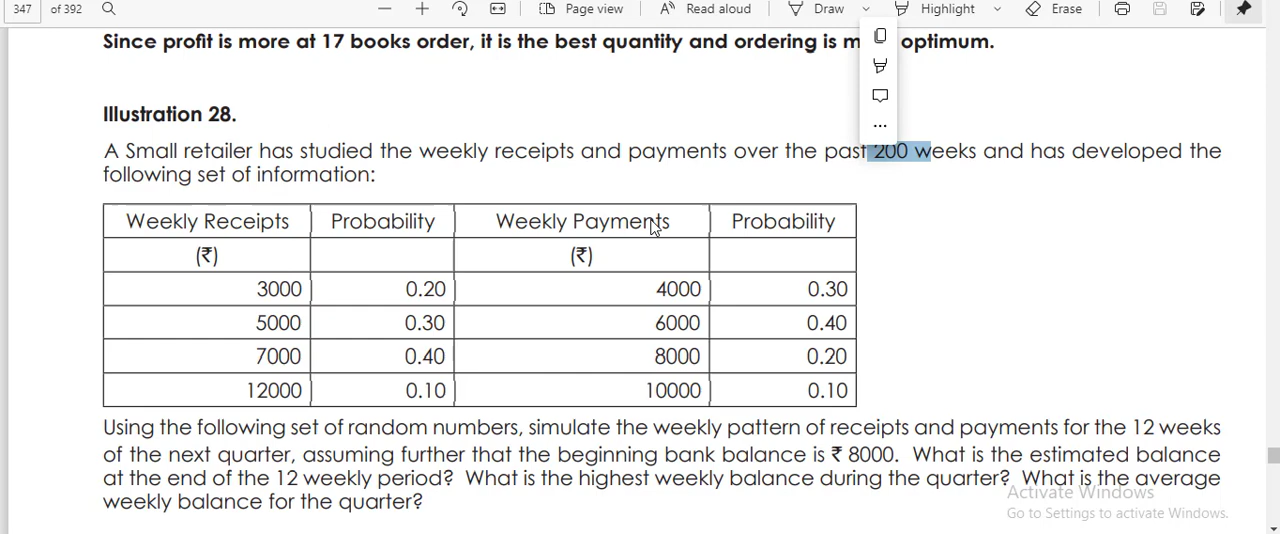 347 of 392 Page view Read aloud Draw Highlight Erase
Since profit is more at 17 books order, it is the best quantity and ordering is m optimum.
Illustration 28.
A Small retailer has studied the weekly receipts and payments over the past 200 weeks and has developed the
following set of information:
Weekly Receipts Probability Weekly Payments Probability
(₹) (₹)
3000 0.20 4000 0.30
5000 0.30 6000 0.40
7000 0.40 8000 0.20
12000 0.10 10000 0.10
Using the following set of random numbers, simulate the weekly pattern of receipts and payments for the 12 weeks
of the next quarter, assuming further that the beginning bank balance is ₹ 8000. What is the estimated balance
at the end of the 12 weekly period? What is the highest weekly balance during the quarter? What is the average
weekly balance for the quarter?
Activate Windows
Go to Settings to activate Windows.